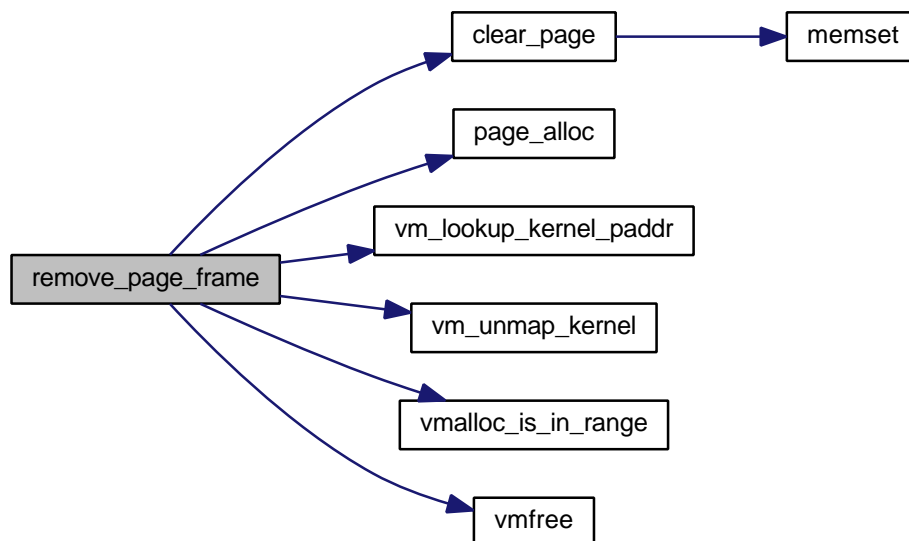 clear_page
memset
page_alloc
vm_lookup_kernel_paddr
remove_page_frame
vm_unmap_kernel
vmalloc_is_in_range
vmfree